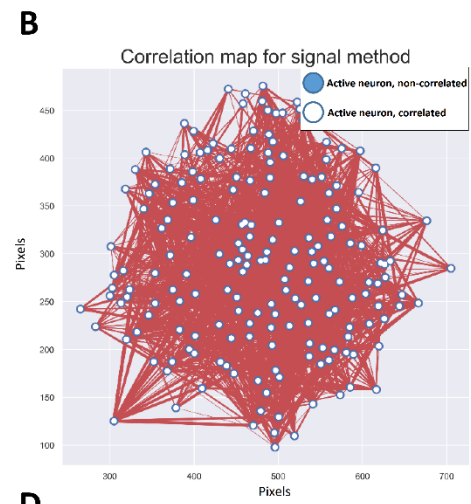 B
Correlation map for signal method
Active neuron, non-correlated
Active neuron, correlated
450
400
350
300
250
200
150
100
Pixels
300 400 500 600 700
Pixels
D